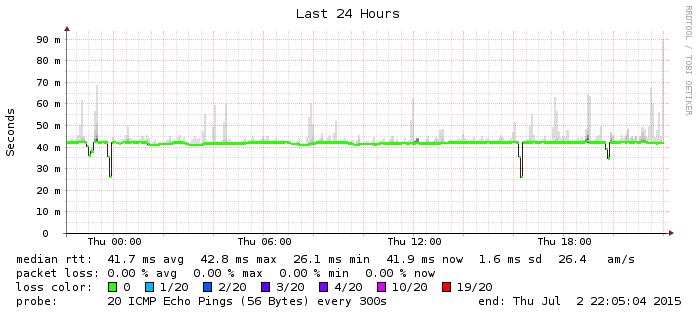 Last 24 Hours
RRDTOOL / TOBI OETIKER
Seconds
90 m
80 m
70 m
60 m
50 m
40 m
30 m
20 m
10 m
0
Thu 00:00 Thu 06:00 Thu 12:00 Thu 18:00
median rtt: 41.7 ms avg 42.8 ms max 26.1 ms min 41.9 ms now 1.6 ms sd 26.4 am/s
packet loss: 0.00 % avg 0.00 % max 0.00 % min 0.00 % now
loss color: 0 1/20 2/20 3/20 4/20 10/20 19/20
probe: 20 ICMP Echo Pings (56 Bytes) every 300s end: Thu Jul 2 22:05:04 2015